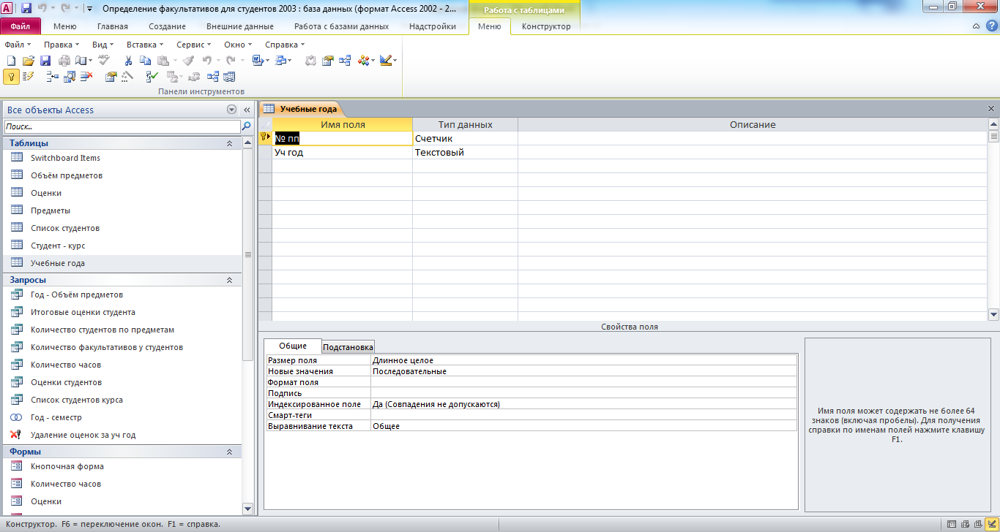 Определение факультативов для студентов 2003 : база данных (формат Access 2002 - 2...
Работа с таблицами
Файл Меню Главная Создание Внешние данные Работа с базами данных Надстройки Меню Конструктор
Файл Правка Вид Вставка Сервис Окно Справка
Панели инструментов
Все объекты Access
Поиск...
Таблицы
Switchboard Items
Объём предметов
Оценки
Предметы
Список студентов
Студент - курс
Учебные года
Запросы
Год - Объём предметов
Итоговые оценки студента
Количество студентов по предметам
Количество факультативов у студентов
Количество часов
Оценки студентов
Список студентов курса
Год - семестр
Удаление оценок за уч год
Формы
Кнопочная форма
Количество часов
Оценки
Учебные года
Имя поля Тип данных Описание
№ пп Счетчик
Уч год Текстовый
Свойства поля
Общие Подстановка
Размер поля Длинное целое
Новые значения Последовательные
Формат поля
Подпись
Индексированное поле Да (Совпадения не допускаются)
Смарт-теги
Выравнивание текста Общее
Имя поля может содержать не более 64
знаков (включая пробелы). Для получения
справки по именам полей нажмите клавишу
F1.
Конструктор. F6 = переключение окон. F1 = справка.